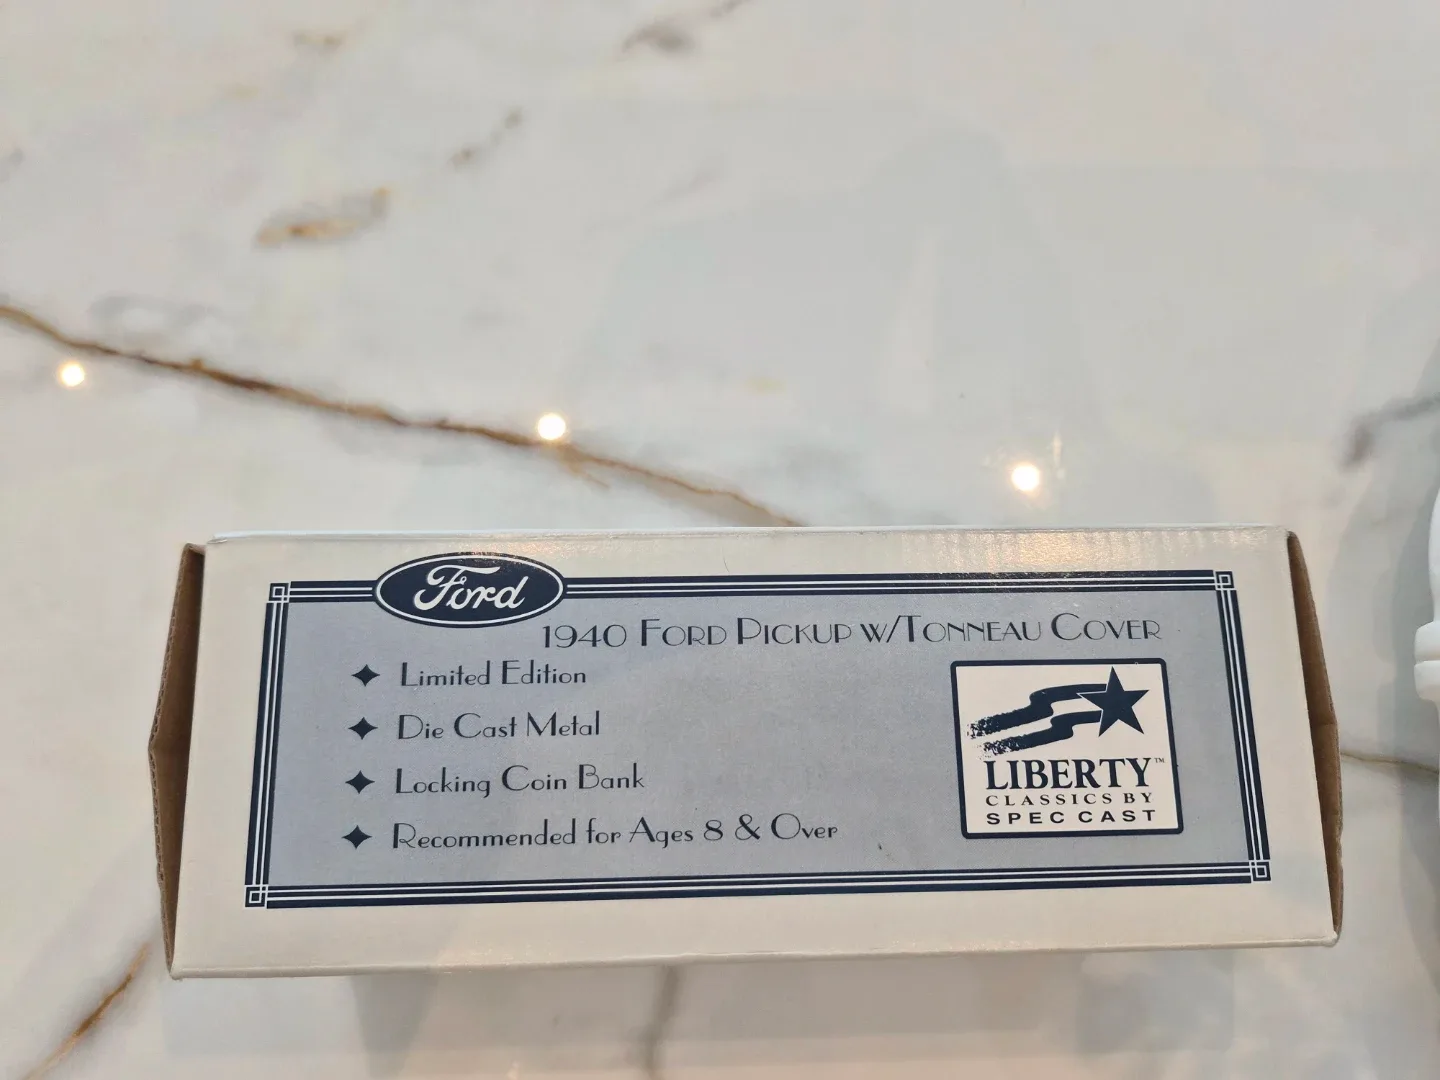 Ford
1940 Ford Pickup w/Tonneau Cover
Limited Edition
Die Cast Metal
Locking Coin Bank
Recommended for Ages 8 & Over
LIBERTY™
CLASSICS BY
SPEC CAST